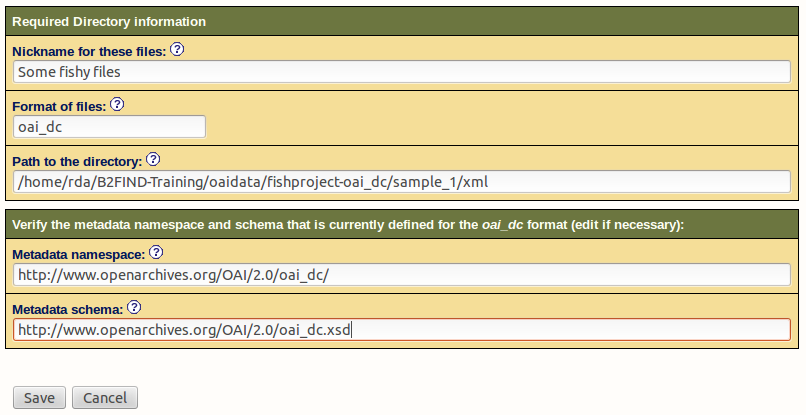 Required Directory information
Nickname for these files: ?
Some fishy files
Format of files: ?
oai_dc
Path to the directory: ?
/home/rda/B2FIND-Training/oaidata/fishproject-oai_dc/sample_1/xml
Verify the metadata namespace and schema that is currently defined for the oai_dc format (edit if necessary):
Metadata namespace: ?
http://www.openarchives.org/OAI/2.0/oai_dc/
Metadata schema: ?
http://www.openarchives.org/OAI/2.0/oai_dc.xsd
Save Cancel